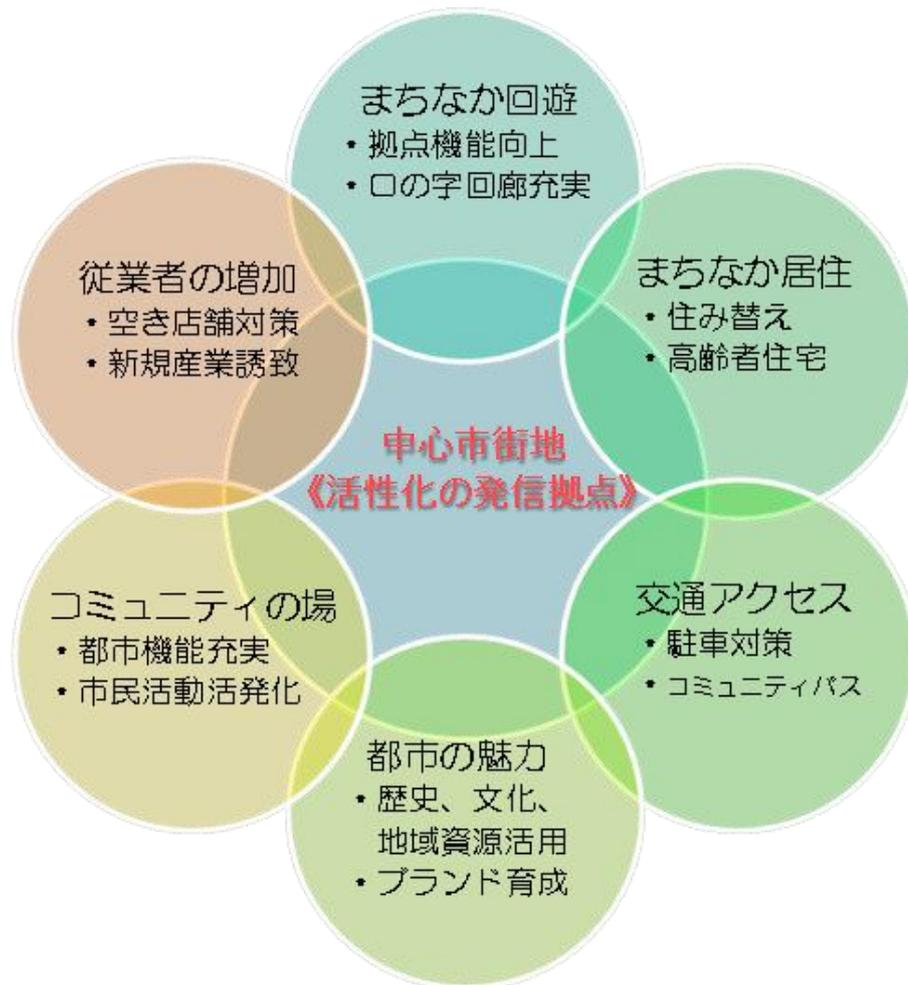 まちなか回遊
・拠点機能向上
・ロの字回廊充実
まちなか居住
・住み替え
・高齢者住宅
従業者の増加
・空き店舗対策
・新規産業誘致
中心市街地
《活性化の発信拠点》
交通アクセス
・駐車対策
・コミュニティバス
コミュニティの場
・都市機能充実
・市民活動活発化
都市の魅力
・歴史、文化、
地域資源活用
・ブランド育成